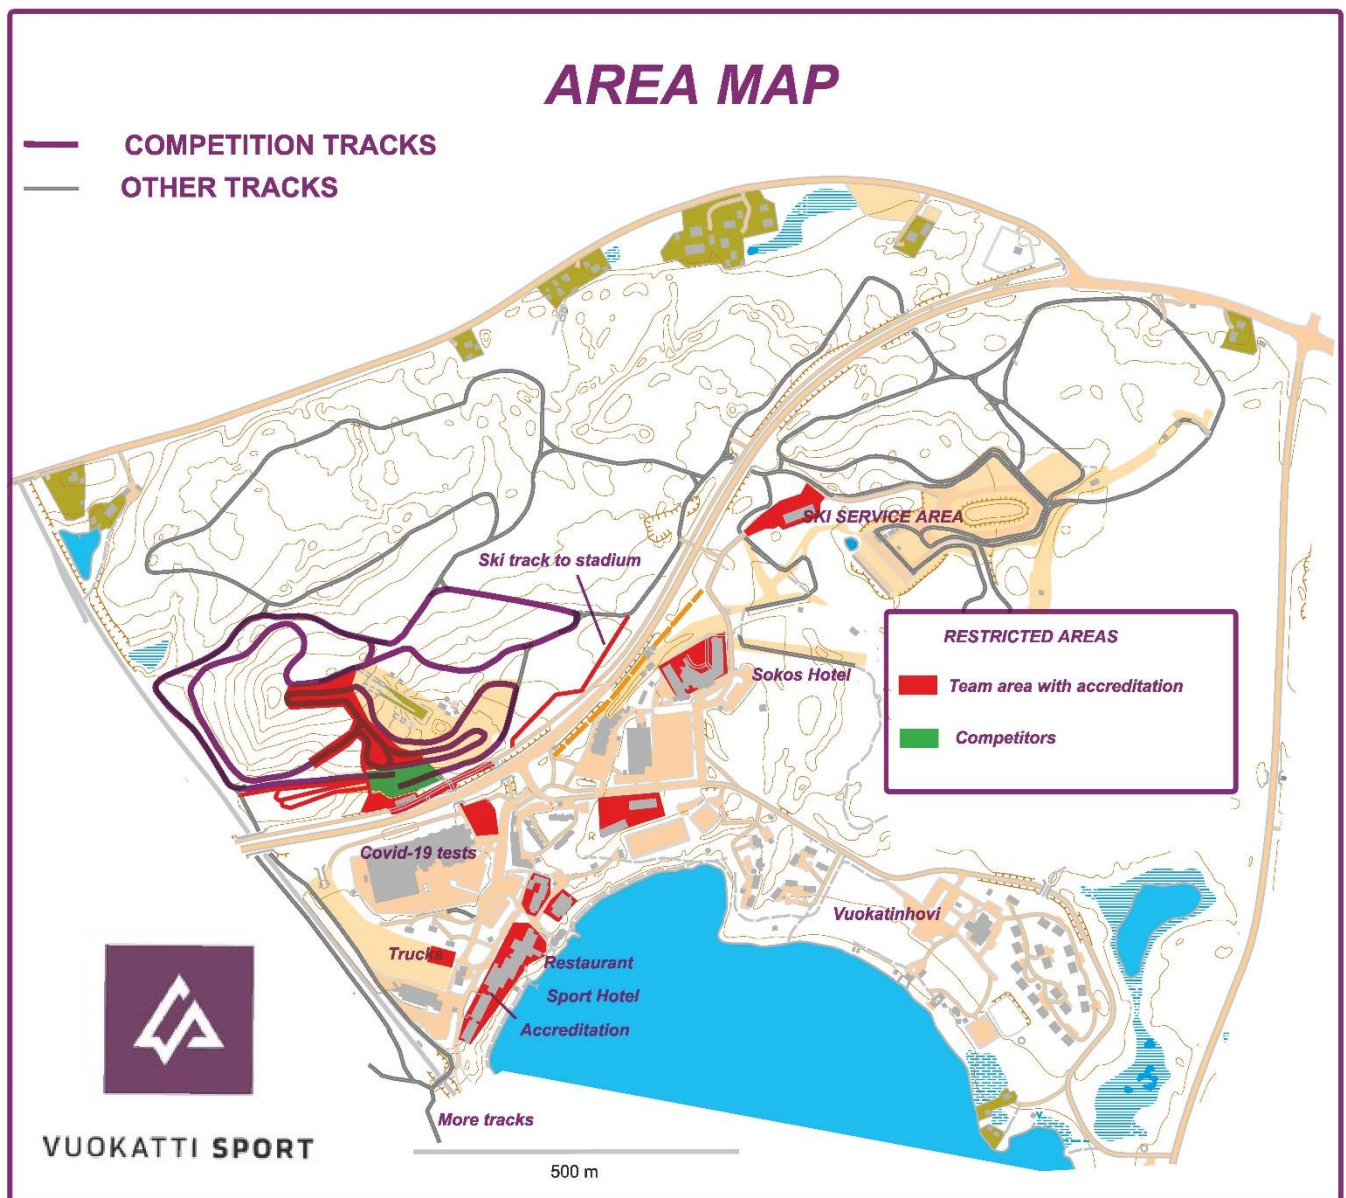 AREA MAP
COMPETITION TRACKS
OTHER TRACKS
SKI SERVICE AREA
Ski track to stadium
RESTRICTED AREAS
Sokos Hotel
Team area with accreditation
Competitors
Covid-19 tests
Vuokatinhovi
Trucks
Restaurant
Sport Hotel
Accreditation
More tracks
VUOKATTI SPORT
500 m